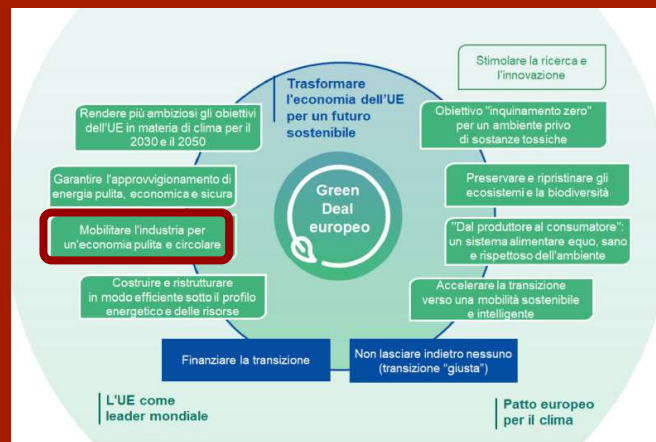 Stimolare la ricerca e
l'innovazione
Trasformare
l'economia dell'UE
per un futuro
sostenibile
Rendere più ambiziosi gli obiettivi
dell'UE in materia di clima per il
2030 e il 2050
Obiettivo "inquinamento zero"
per un ambiente privo
di sostanze tossiche
Garantire l'approvvigionamento di
energia pulita, economica e sicura
Preservare e ripristinare gli
ecosistemi e la biodiversità
Green
Deal
europeo
Mobilitare l'industria per
un'economia pulita e circolare
"Dal produttore al consumatore":
un sistema alimentare equo, sano
e rispettoso dell'ambiente
Costruire e ristrutturare
in modo efficiente sotto il profilo
energetico e delle risorse
Accelerare la transizione
verso una mobilità sostenibile
e intelligente
Finanziare la transizione
Non lasciare indietro nessuno
(transizione "giusta")
L'UE come
leader mondiale
Patto europeo
per il clima